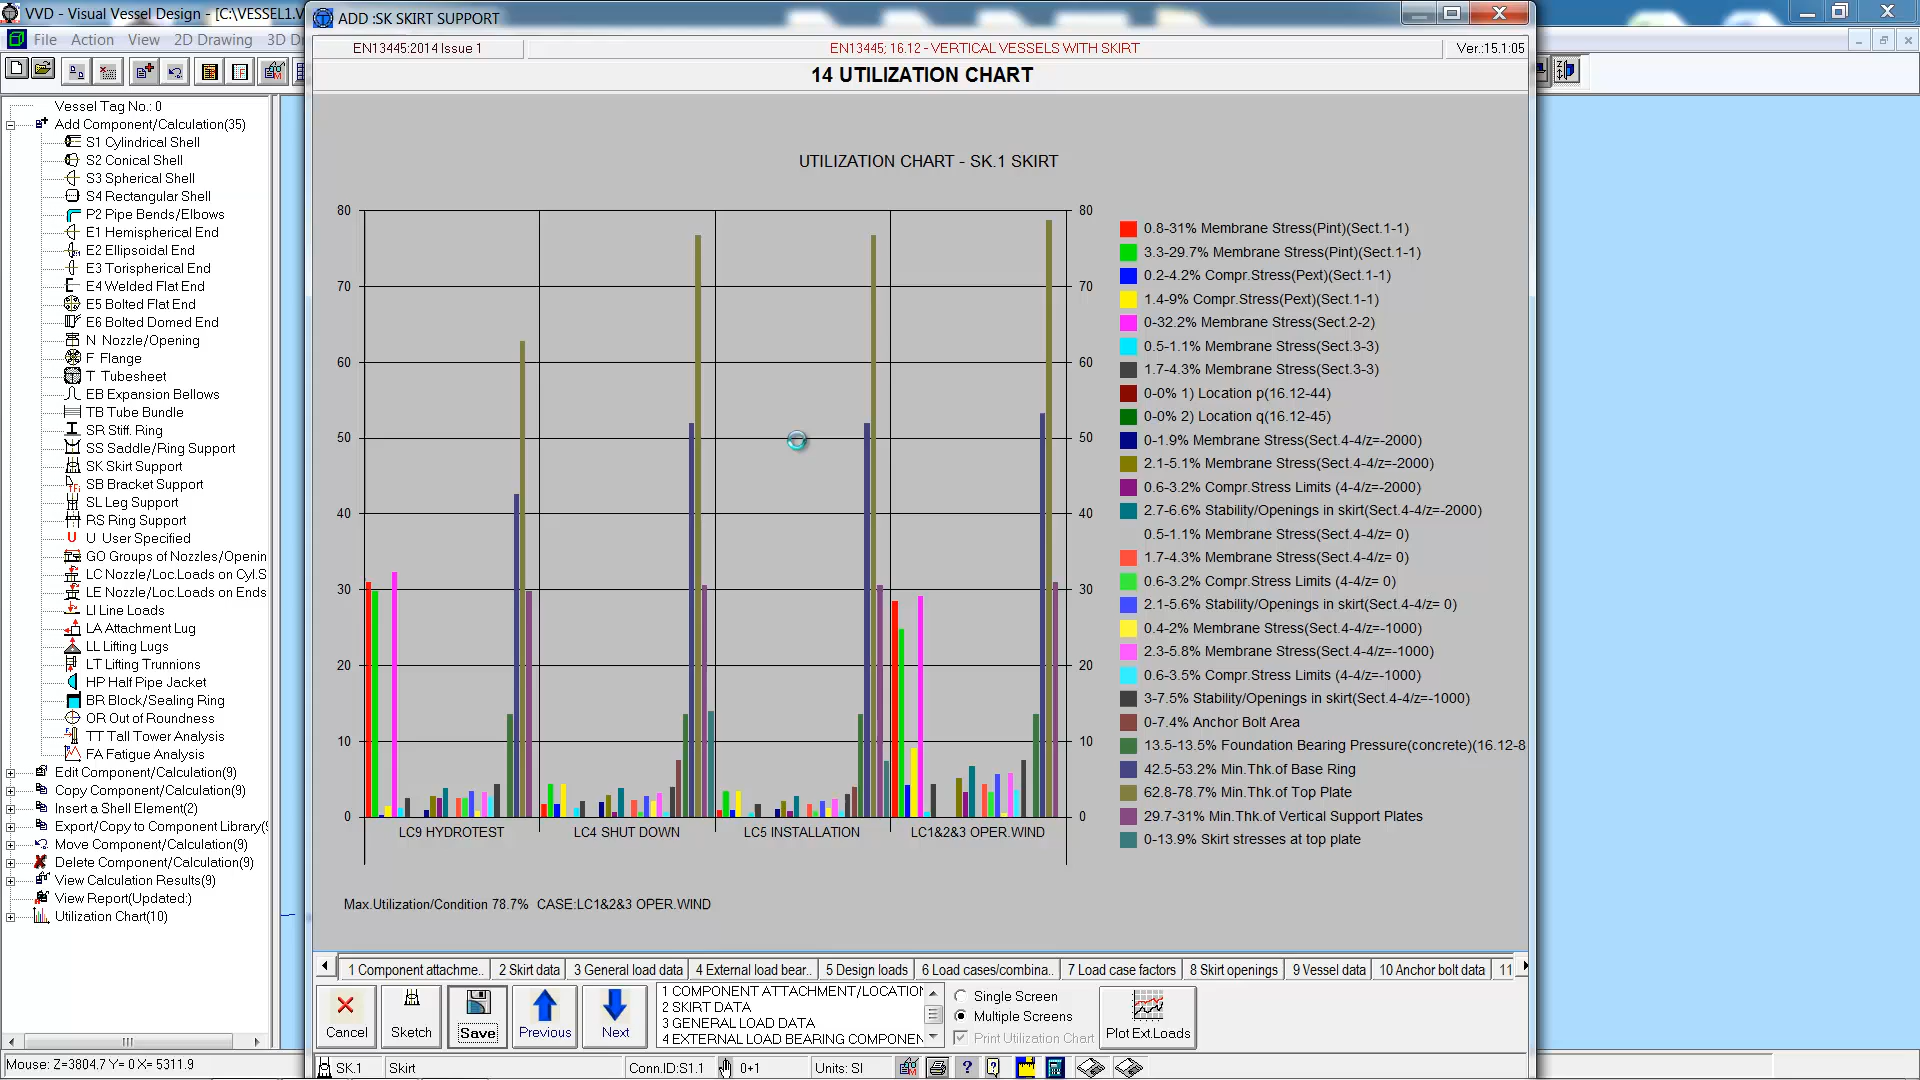 VVD - Visual Vessel Design - [C:\VESSEL1.V
ADD :SK SKIRT SUPPORT
File Action View 2D Drawing 3D Dr
EN13445:2014 Issue 1
EN13445; 16.12 - VERTICAL VESSELS WITH SKIRT
Ver.:15.1:05
14 UTILIZATION CHART
Vessel Tag No.: 0
Add Component/Calculation(35)
S1 Cylindrical Shell
S2 Conical Shell
S3 Spherical Shell
S4 Rectangular Shell
P2 Pipe Bends/Elbows
E1 Hemispherical End
E2 Ellipsoidal End
E3 Torispherical End
E4 Welded Flat End
E5 Bolted Flat End
E6 Bolted Domed End
N Nozzle/Opening
F Flange
T Tubesheet
EB Expansion Bellows
TB Tube Bundle
SR Stiff. Ring
SS Saddle/Ring Support
SK Skirt Support
SB Bracket Support
SL Leg Support
RS Ring Support
U User Specified
GO Groups of Nozzles/Openin
LC Nozzle/Loc.Loads on Cyl.S
LE Nozzle/Loc.Loads on Ends
LI Line Loads
LA Attachment Lug
LL Lifting Lugs
LT Lifting Trunnions
HP Half Pipe Jacket
BR Block/Sealing Ring
OR Out of Roundness
TT Tall Tower Analysis
FA Fatigue Analysis
Edit Component/Calculation(9)
Copy Component/Calculation(9)
Insert a Shell Element(2)
Export/Copy to Component Library(9
Move Component/Calculation(9)
Delete Component/Calculation(9)
View Calculation Results(9)
View Report(Updated:)
Utilization Chart(10)
Mouse: Z=3804.7 Y= 0 X= 5311.9
UTILIZATION CHART - SK.1 SKIRT
80 80
70 70
60 60
50 50
40 40
30 30
20 20
10 10
0 0
LC9 HYDROTEST LC4 SHUT DOWN LC5 INSTALLATION LC1&2&3 OPER.WIND
0.8-31% Membrane Stress(Pint)(Sect.1-1)
3.3-29.7% Membrane Stress(Pint)(Sect.1-1)
0.2-4.2% Compr.Stress(Pext)(Sect.1-1)
1.4-9% Compr.Stress(Pext)(Sect.1-1)
0-32.2% Membrane Stress(Sect.2-2)
0.5-1.1% Membrane Stress(Sect.3-3)
1.7-4.3% Membrane Stress(Sect.3-3)
0-0% 1) Location p(16.12-44)
0-0% 2) Location q(16.12-45)
0-1.9% Membrane Stress(Sect.4-4/z=-2000)
2.1-5.1% Membrane Stress(Sect.4-4/z=-2000)
0.6-3.2% Compr.Stress Limits (4-4/z=-2000)
2.7-6.6% Stability/Openings in skirt(Sect.4-4/z=-2000)
0.5-1.1% Membrane Stress(Sect.4-4/z= 0)
1.7-4.3% Membrane Stress(Sect.4-4/z= 0)
0.6-3.2% Compr.Stress Limits (4-4/z= 0)
2.1-5.6% Stability/Openings in skirt(Sect.4-4/z= 0)
0.4-2% Membrane Stress(Sect.4-4/z=-1000)
2.3-5.8% Membrane Stress(Sect.4-4/z=-1000)
0.6-3.5% Compr.Stress Limits (4-4/z=-1000)
3-7.5% Stability/Openings in skirt(Sect.4-4/z=-1000)
0-7.4% Anchor Bolt Area
13.5-13.5% Foundation Bearing Pressure(concrete)(16.12-8
42.5-53.2% Min.Thk.of Base Ring
62.8-78.7% Min.Thk.of Top Plate
29.7-31% Min.Thk.of Vertical Support Plates
0-13.9% Skirt stresses at top plate
Max.Utilization/Condition 78.7% CASE:LC1&2&3 OPER.WIND
1 Component attachme.. 2 Skirt data 3 General load data 4 External load bear.. 5 Design loads 6 Load cases/combina.. 7 Load case factors 8 Skirt openings 9 Vessel data 10 Anchor bolt data 11
Cancel Sketch Save Previous Next
1 COMPONENT ATTACHMENT/LOCATION
2 SKIRT DATA
3 GENERAL LOAD DATA
4 EXTERNAL LOAD BEARING COMPONEN
Single Screen
Multiple Screens
Print Utilization Chart
Plot Ext.Loads
SK.1 Skirt Conn.ID:S1.1 0+1 Units: SI